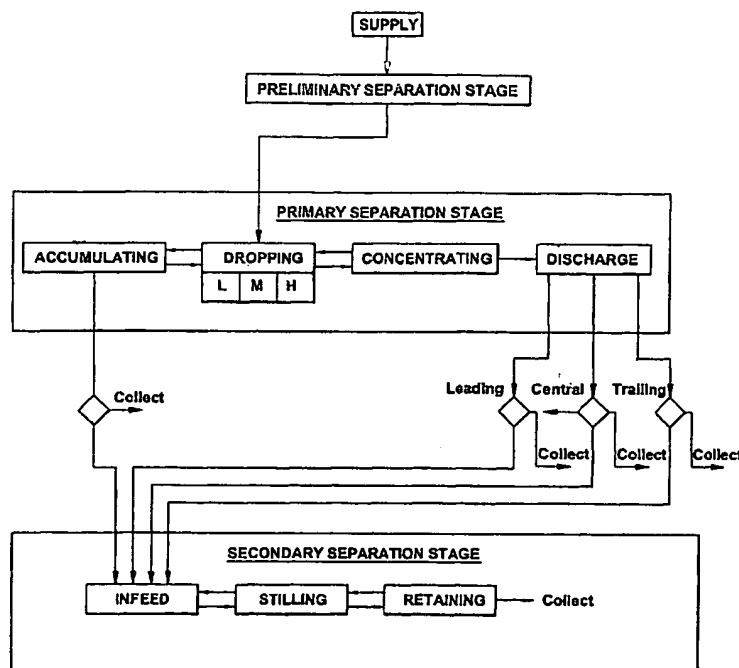 SUPPLY
PRELIMINARY SEPARATION STAGE
PRIMARY SEPARATION STAGE
ACCUMULATING
DROPPING
CONCENTRATING
DISCHARGE
L M H
Leading
Central
Trailing
Collect
Collect
Collect
Collect
SECONDARY SEPARATION STAGE
INFEED
STILLING
RETAINING
Collect